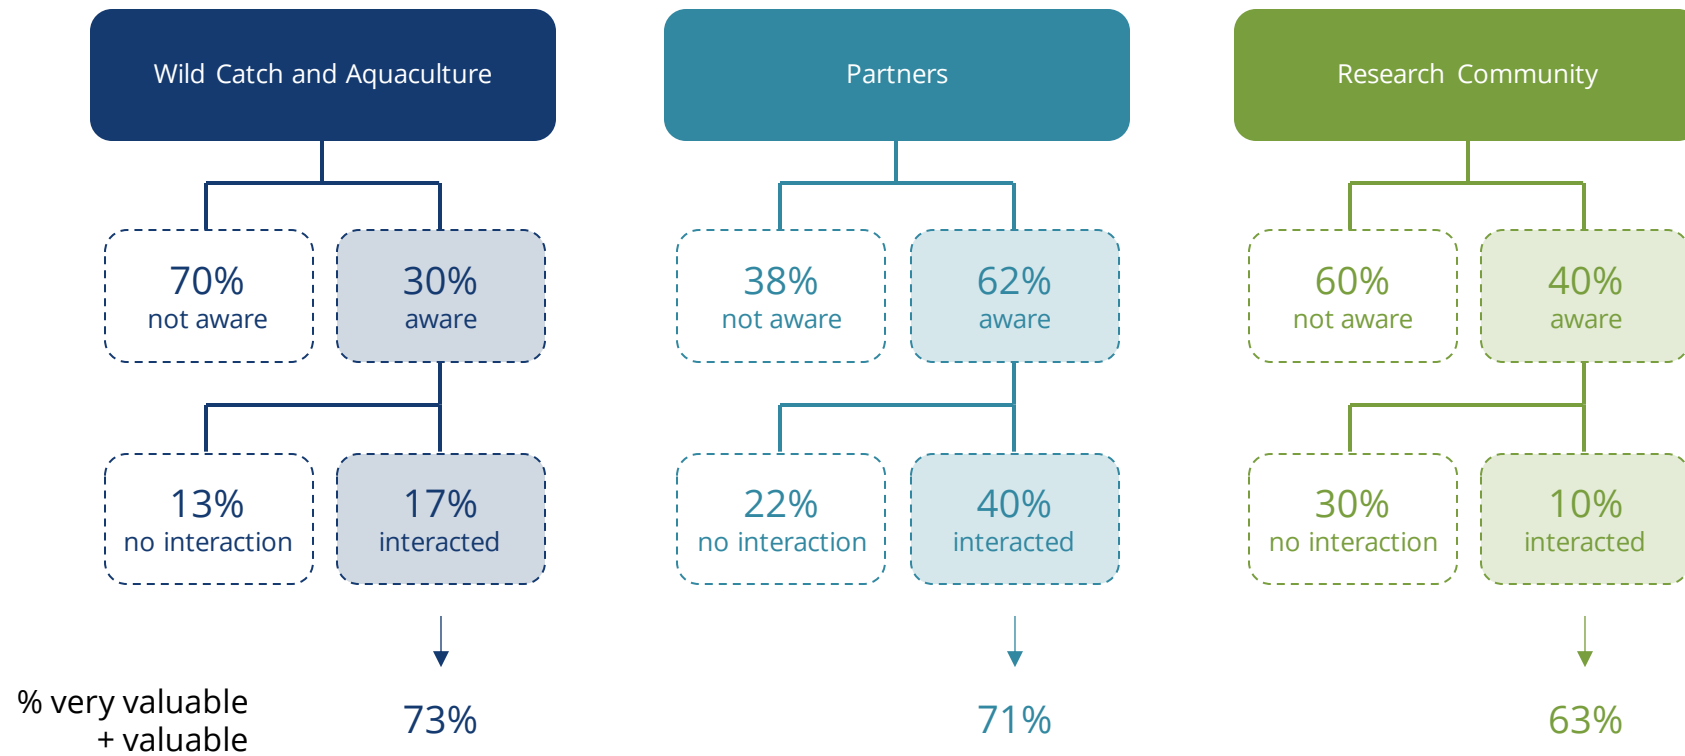 Wild Catch and Aquaculture
Partners
Research Community
70%
not aware
30%
aware
38%
not aware
62%
aware
60%
not aware
40%
aware
13%
no interaction
17%
interacted
22%
no interaction
40%
interacted
30%
no interaction
10%
interacted
% very valuable
+ valuable
73%
71%
63%